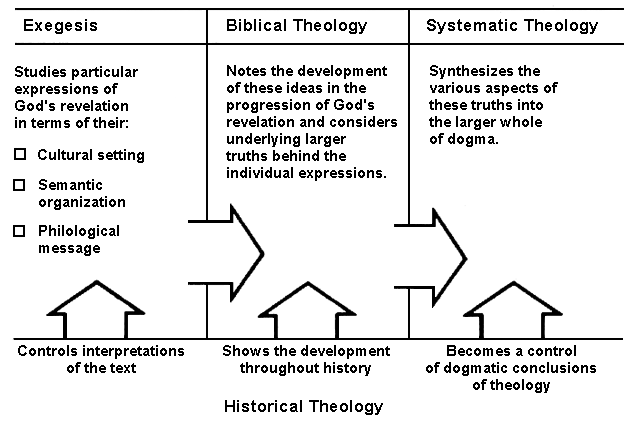 Exegesis
Biblical Theology
Systematic Theology
Studies particular
expressions of
God's revelation
in terms of their:
Cultural setting
Semantic
organization
Philological
message
Notes the development
of these ideas in the
progression of God's
revelation and considers
underlying larger
truths behind the
individual expressions.
Synthesizes the
various aspects of
these truths into
the larger whole
of dogma.
Controls interpretations
of the text
Shows the development
throughout history
Becomes a control
of dogmatic conclusions
of theology
Historical Theology